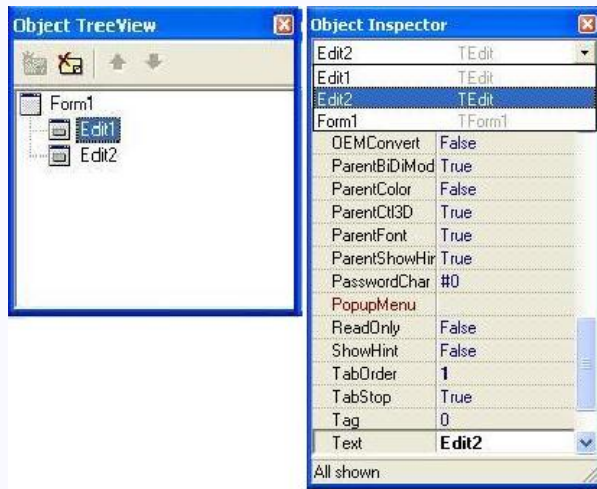 Object TreeView
Form1
Edit1
Edit2
Object Inspector
Edit2 TEdit
Edit1 TEdit
Edit2 TEdit
Form1 TForm1
OEMConvert False
ParentBiDiMod True
ParentColor False
ParentCtl3D True
ParentFont True
ParentShowHir True
PasswordChar #0
PopupMenu
ReadOnly False
ShowHint False
TabOrder 1
TabStop True
Tag 0
Text Edit2
All shown